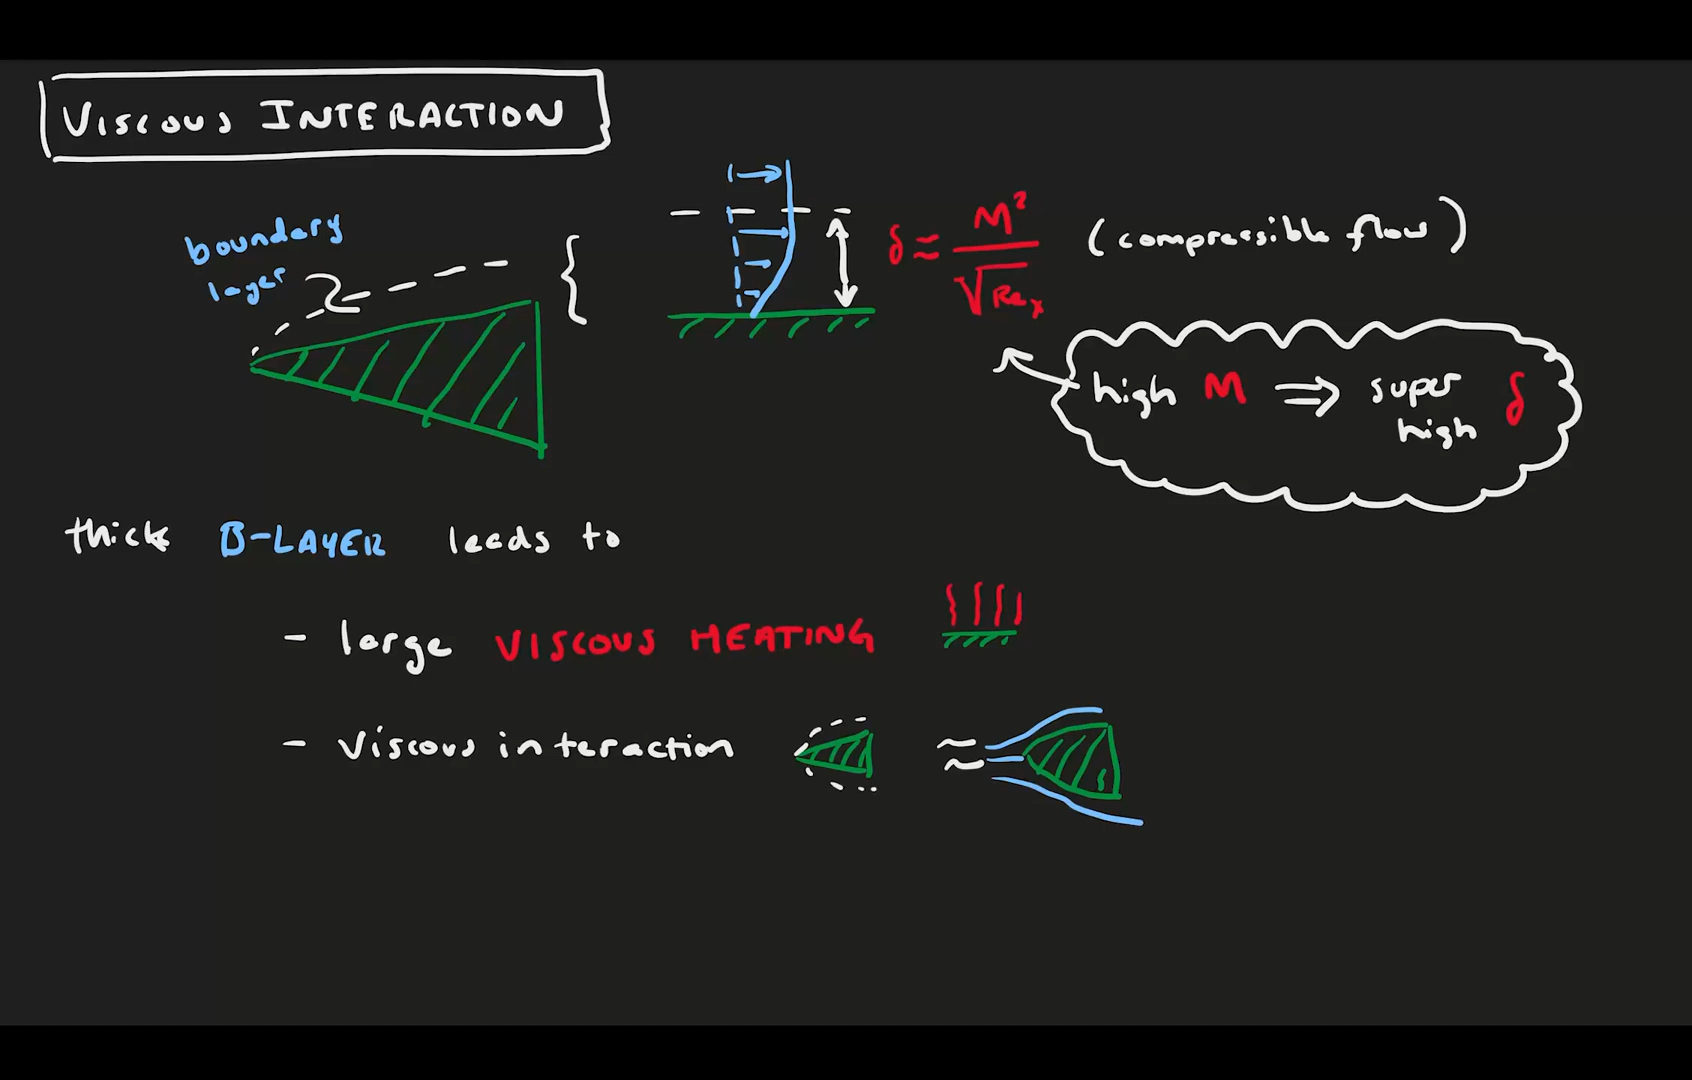 VISCOUS INTERACTION
boundary
layer
δ ≈ M² / √Reₓ (compressible flow)
high M ⇒ super
high δ
thick B-LAYER leads to
- large VISCOUS HEATING
- viscous interaction ≈